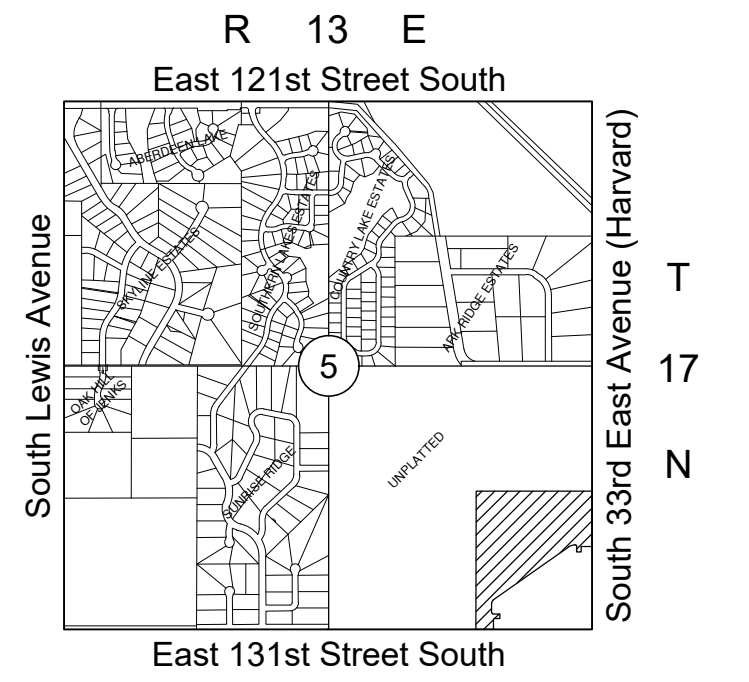 R 13 E
East 121st Street South
ABERDEEN LAKE
SKYLINE ESTATES
SOUTHERN LAKES ESTATES
COUNTRY LAKE ESTATES
ARK RIDGE ESTATES
South Lewis Avenue
South 33rd East Avenue (Harvard)
T
17
N
5
OAK HILL
OF JENKS
SUNRISE RIDGE
UNPLATTED
East 131st Street South